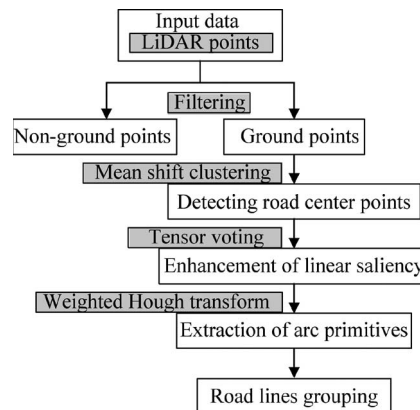 Input data
LiDAR points
Filtering
Non-ground points
Ground points
Mean shift clustering
Detecting road center points
Tensor voting
Enhancement of linear saliency
Weighted Hough transform
Extraction of arc primitives
Road lines grouping